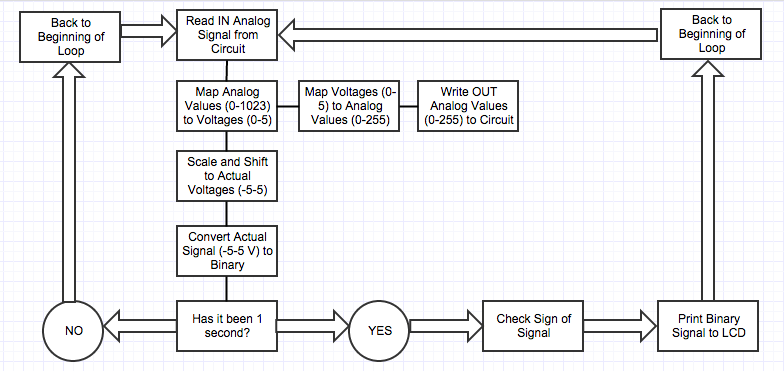 Back to
Beginning of
Loop
Read IN Analog
Signal from
Circuit
Back to
Beginning of
Loop
Map Analog
Values (0-1023)
to Voltages (0-5)
Map Voltages (0-
5) to Analog
Values (0-255)
Write OUT
Analog Values
(0-255) to Circuit
Scale and Shift
to Actual
Voltages (-5-5)
Convert Actual
Signal (-5-5 V) to
Binary
NO
Has it been 1
second?
YES
Check Sign of
Signal
Print Binary
Signal to LCD